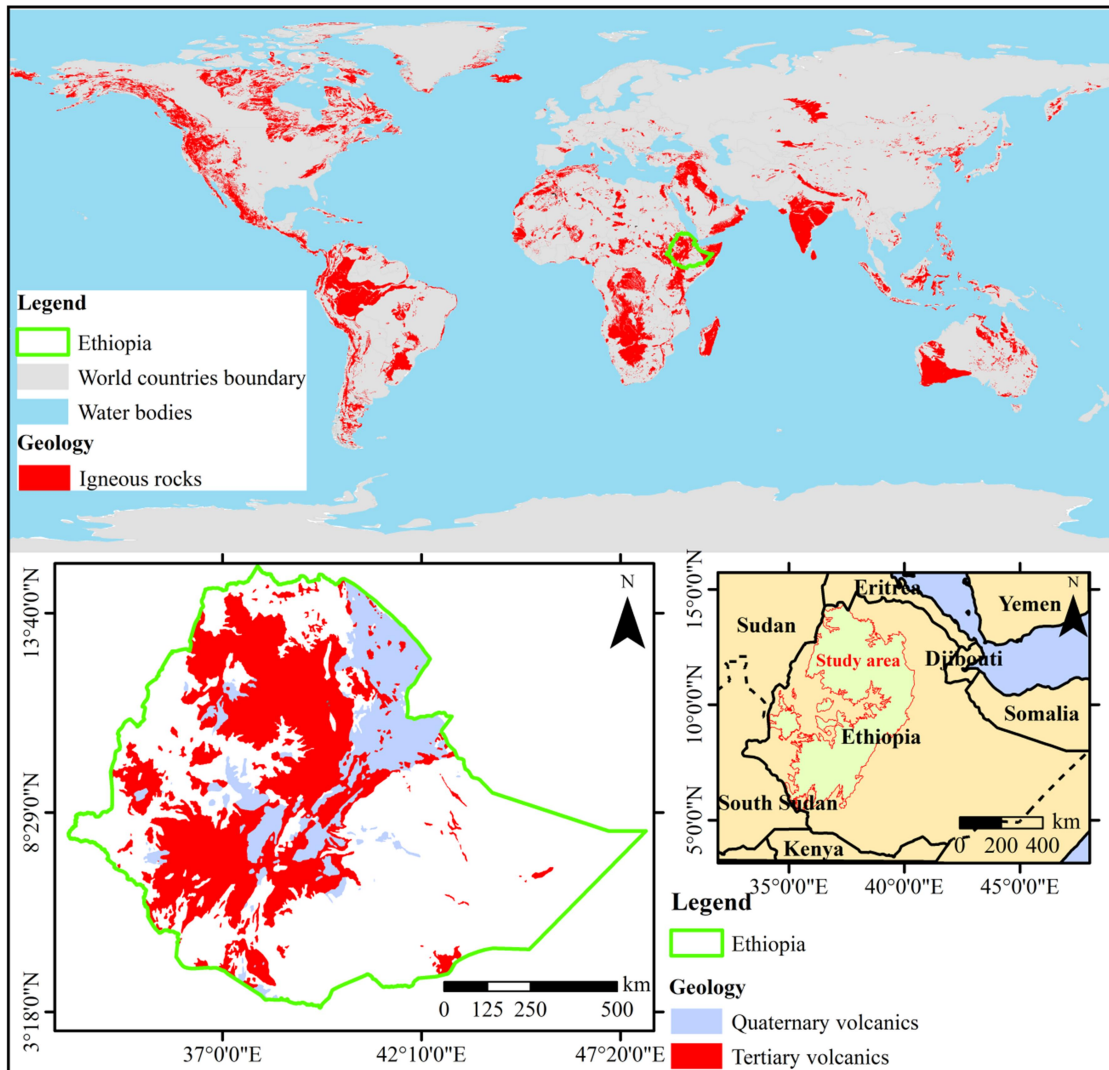 Legend
Ethiopia
World countries boundary
Water bodies
Geology
Igneous rocks
N
13°40'0"N
8°29'0"N
3°18'0"N
37°0'0"E
42°10'0"E
47°20'0"E
km
0 125 250 500
N
15°0'0"N
10°0'0"N
5°0'0"N
Eritrea
Yemen
Sudan
Study area
Djibouti
Somalia
Ethiopia
South Sudan
Kenya
km
0 200 400
35°0'0"E
40°0'0"E
45°0'0"E
Legend
Ethiopia
Geology
Quaternary volcanics
Tertiary volcanics